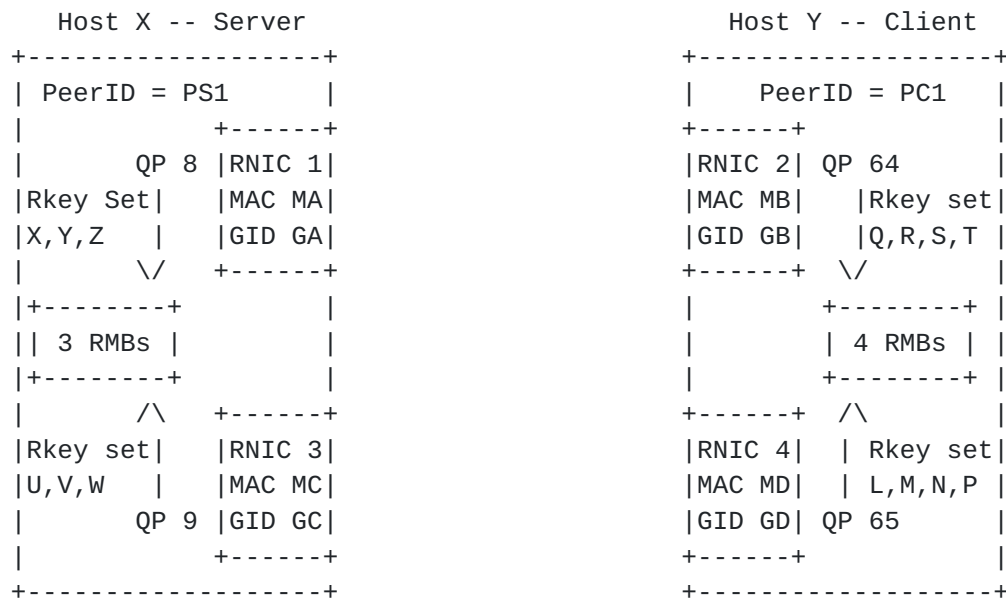 Host X -- Server Host Y -- Client
+-------------------+ +-------------------+
| PeerID = PS1 | | PeerID = PC1 |
| +------+ +------+ |
| QP 8 |RNIC 1| |RNIC 2| QP 64 |
|Rkey Set| |MAC MA| |MAC MB| |Rkey set|
|X,Y,Z | |GID GA| |GID GB| |Q,R,S,T |
| \/ +------+ +------+ \/ |
|+--------+ | | +--------+ |
|| 3 RMBs | | | | 4 RMBs | |
|+--------+ | | +--------+ |
| /\ +------+ +------+ /\ |
|Rkey set| |RNIC 3| |RNIC 4| | Rkey set|
|U,V,W | |MAC MC| |MAC MD| | L,M,N,P |
| QP 9 |GID GC| |GID GD| QP 65 |
| +------+ +------+ |
+-------------------+ +-------------------+